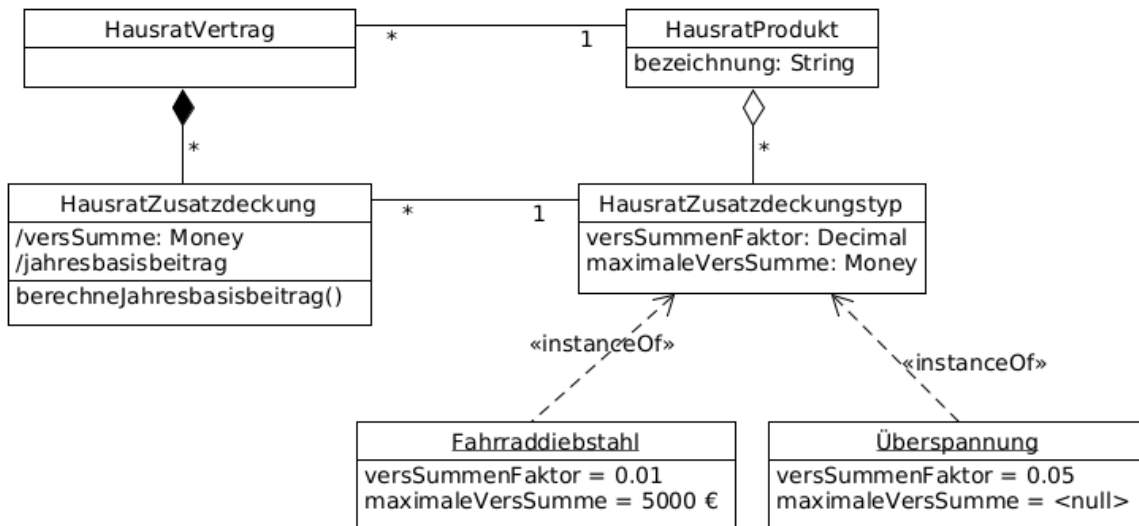 HausratVertrag
HausratProdukt
bezeichnung: String
*
1
*
*
HausratZusatzdeckung
/versSumme: Money
/jahresbasisbeitrag
berechneJahresbasisbeitrag()
*
1
HausratZusatzdeckungstyp
versSummenFaktor: Decimal
maximaleVersSumme: Money
«instanceOf»
«instanceOf»
Fahrraddiebstahl
versSummenFaktor = 0.01
maximaleVersSumme = 5000 €
Überspannung
versSummenFaktor = 0.05
maximaleVersSumme = <null>